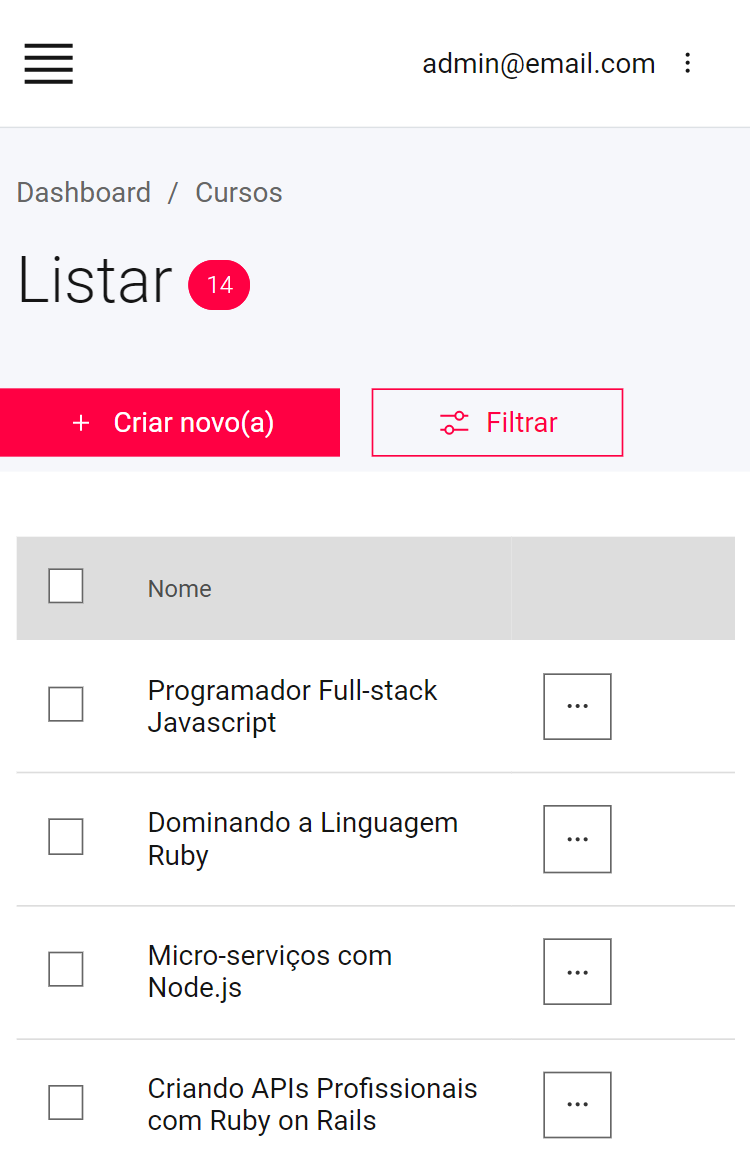 admin@email.com
Dashboard / Cursos
Listar 14
+ Criar novo(a) Filtrar
Nome
Programador Full-stack
Javascript
Dominando a Linguagem
Ruby
Micro-serviços com
Node.js
Criando APIs Profissionais
com Ruby on Rails